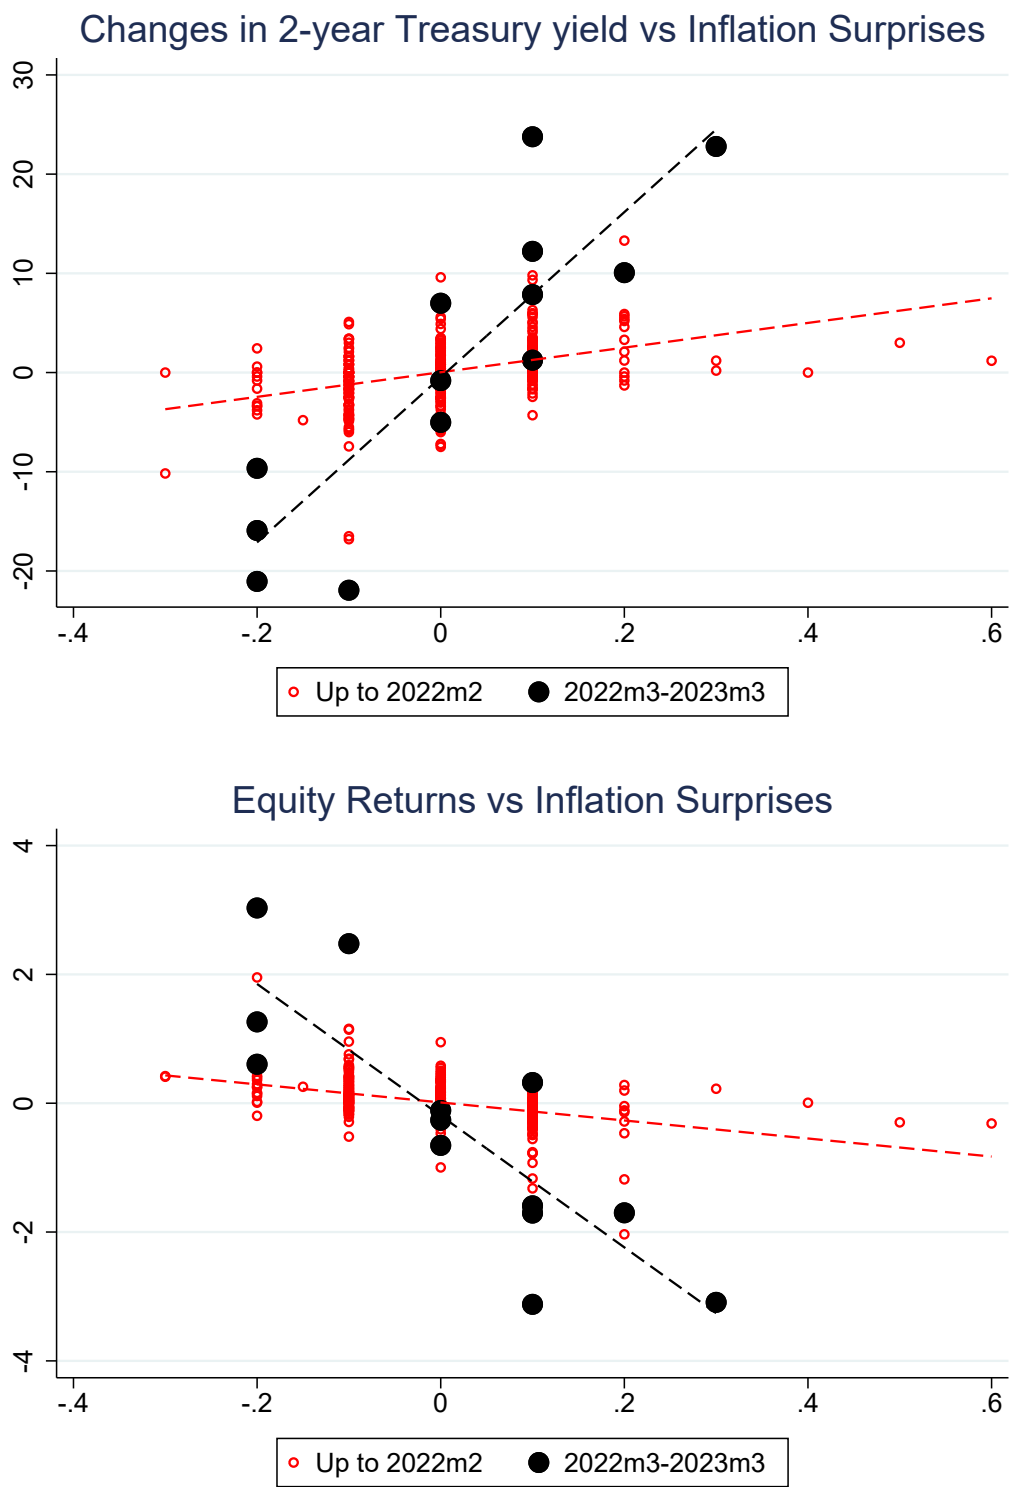 Changes in 2-year Treasury yield vs Inflation Surprises
30
20
10
0
-10
-20
-.4 -.2 0 .2 .4 .6
Up to 2022m2 2022m3-2023m3
Equity Returns vs Inflation Surprises
4
2
0
-2
-4
-.4 -.2 0 .2 .4 .6
Up to 2022m2 2022m3-2023m3